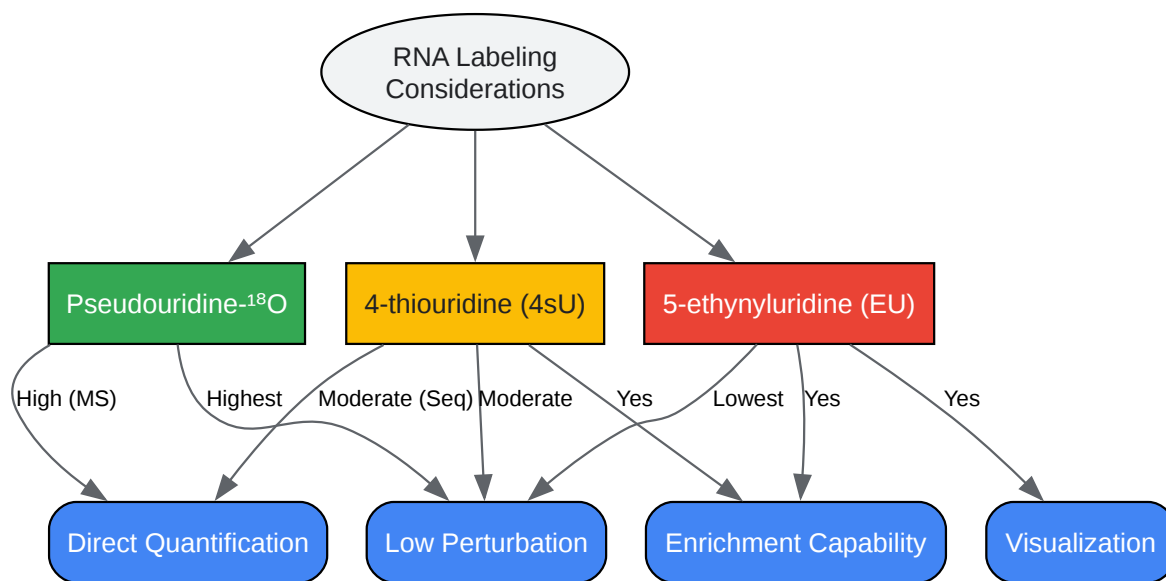 RNA Labeling
Considerations
Pseudouridine-¹⁸O
4-thiouridine (4sU)
5-ethynyluridine (EU)
High (MS)
Highest
Moderate (Seq)
Moderate
Yes
Lowest
Yes
Yes
Direct Quantification
Low Perturbation
Enrichment Capability
Visualization